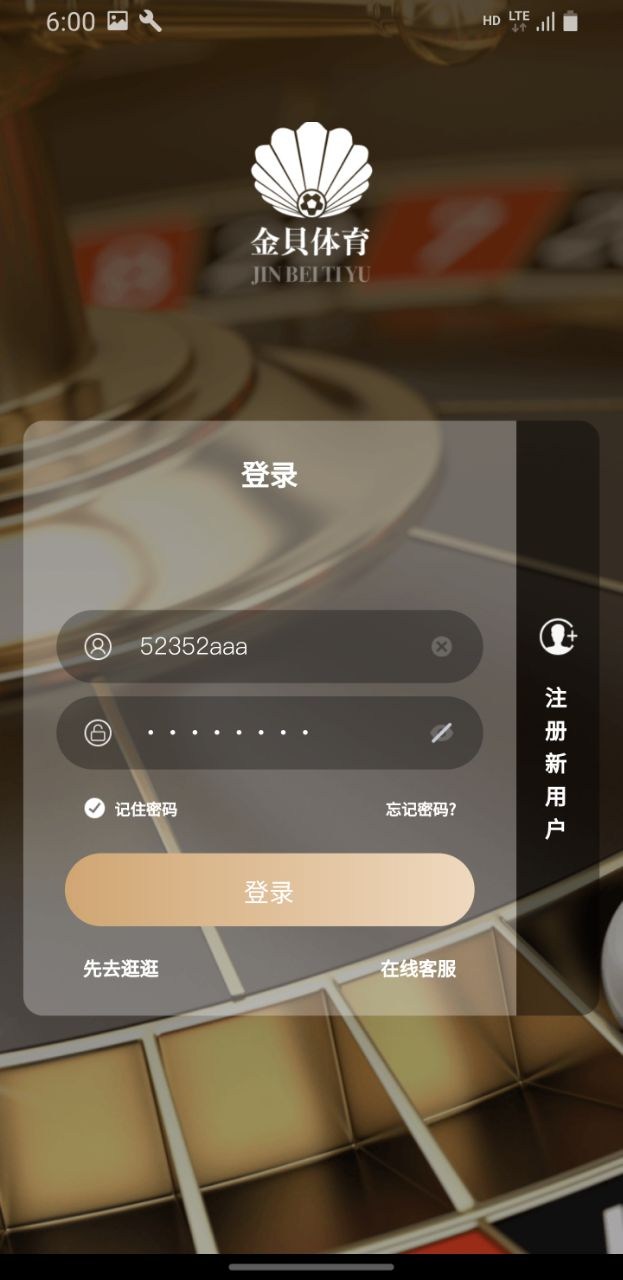 6:00
HD LTE
金贝体育
JIN BEI TI YU
登录
52352aaa
记住密码
忘记密码?
登录
先去逛逛
在线客服
注册新用户